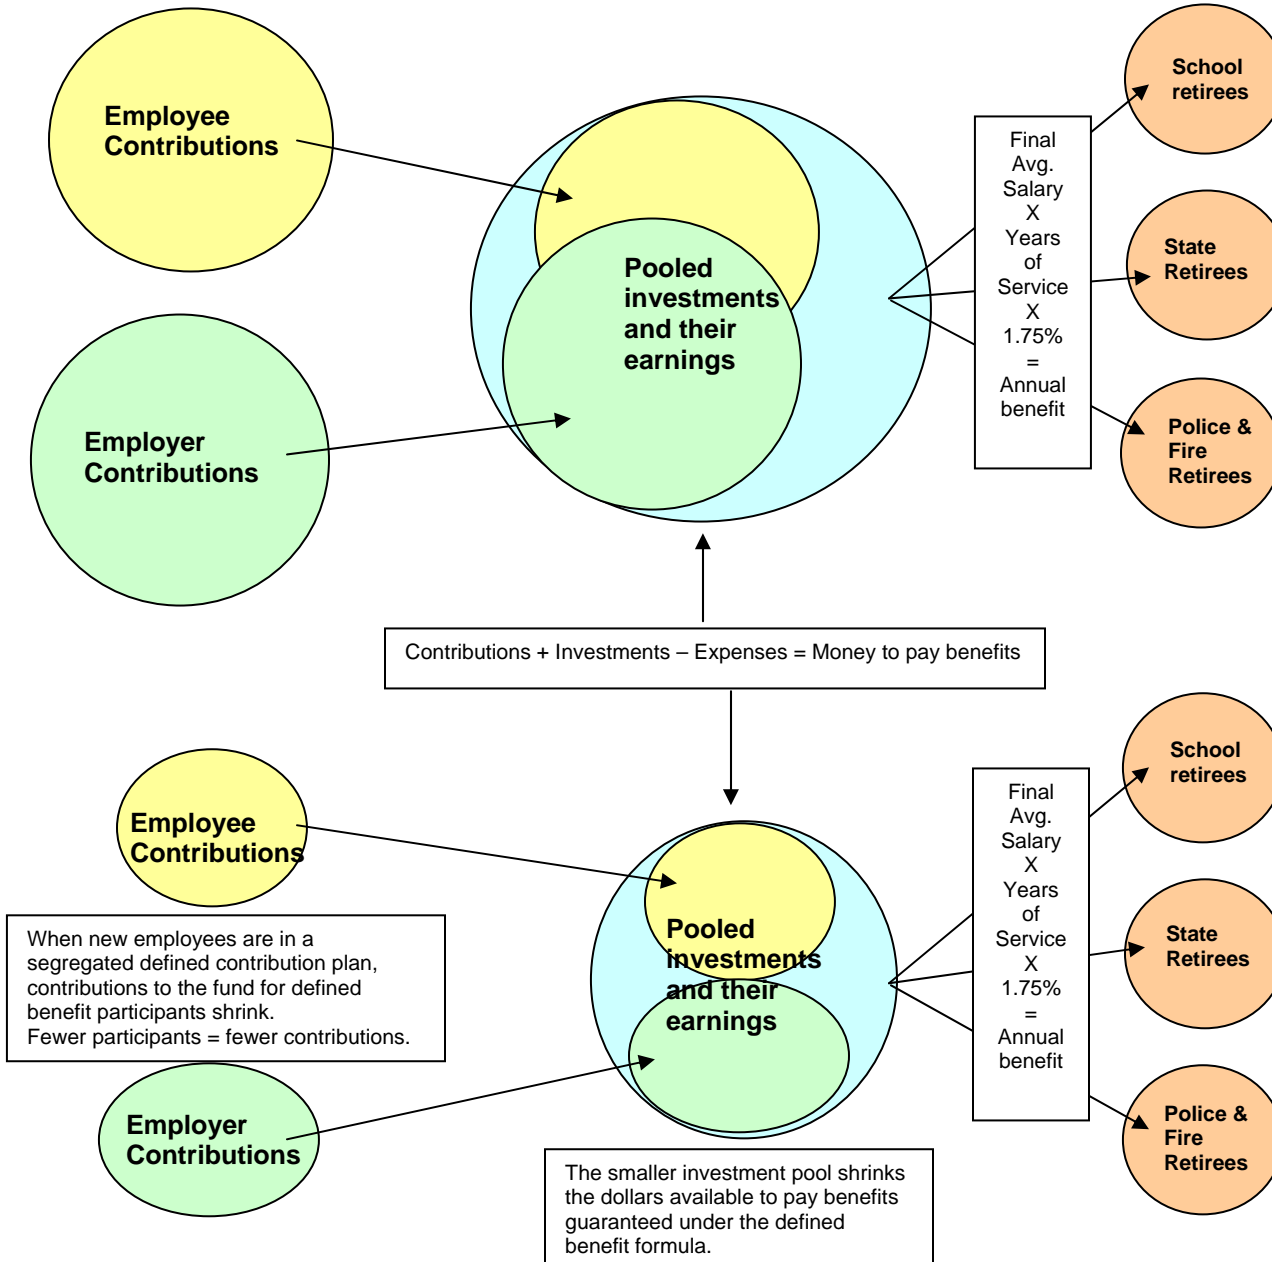 Employee
Contributions
Pooled
investments
and their
earnings
Final
Avg.
Salary
X
Years
of
Service
X
1.75%
=
Annual
benefit
School
retirees
State
Retirees
Police &
Fire
Retirees
Employer
Contributions
Contributions + Investments – Expenses = Money to pay benefits
Employee
Contributions
When new employees are in a
segregated defined contribution plan,
contributions to the fund for defined
benefit participants shrink.
Fewer participants = fewer contributions.
Employer
Contributions
Pooled
investments
and their
earnings
The smaller investment pool shrinks
the dollars available to pay benefits
guaranteed under the defined
benefit formula.
Final
Avg.
Salary
X
Years
of
Service
X
1.75%
=
Annual
benefit
School
retirees
State
Retirees
Police &
Fire
Retirees